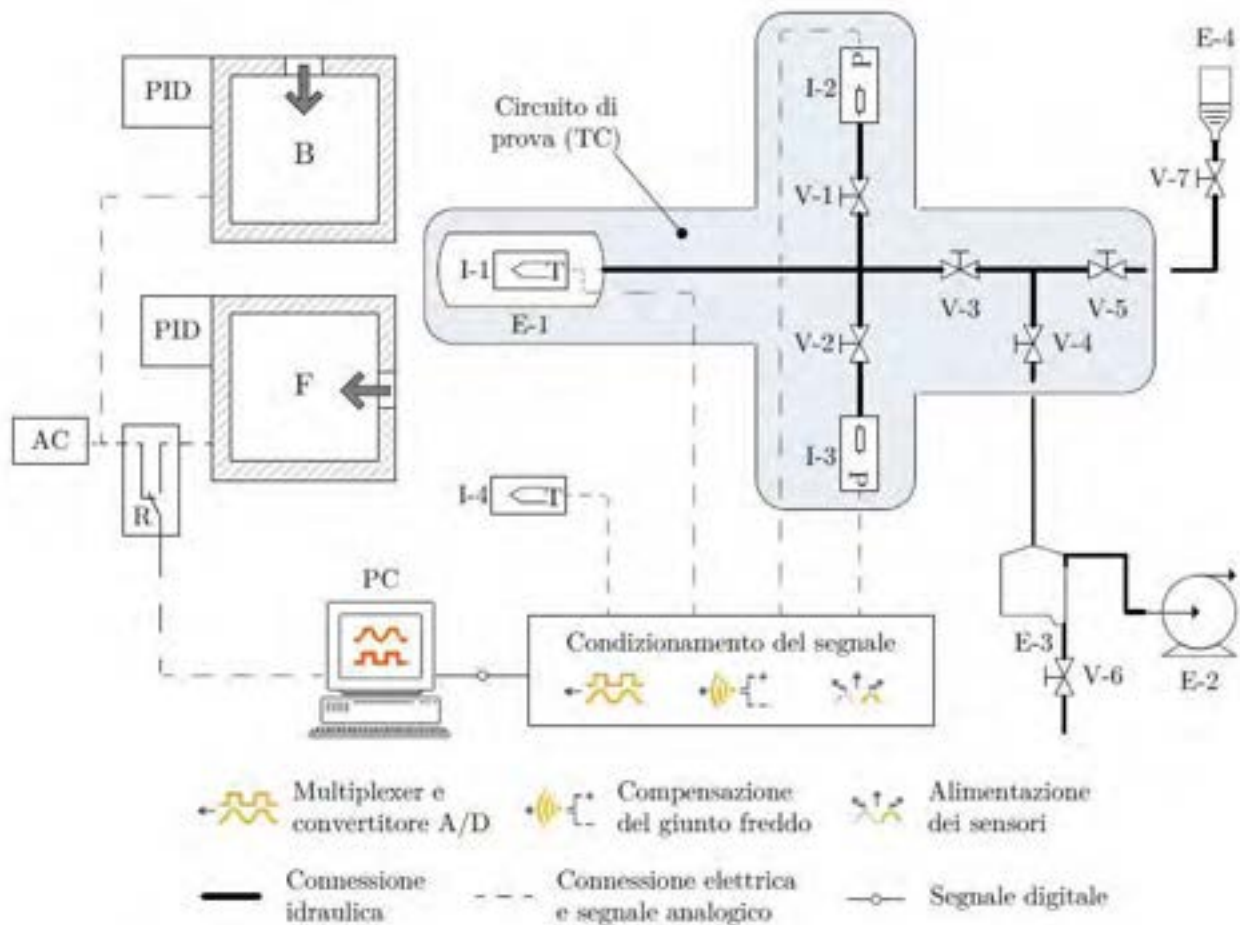 E-4
PID
I-2
P
B
Circuito di
prova (TC)
V-7
V-1
I-1
T
PID
E-1
V-3
V-5
V-2
V-4
F
AC
I-3
P
I-4
T
R
PC
Condizionamento del segnale
E-3
V-6
E-2
Multiplexer e
convertitore A/D
Compensazione
del giunto freddo
Alimentazione
dei sensori
Connessione
idraulica
Connessione elettrica
e segnale analogico
Segnale digitale